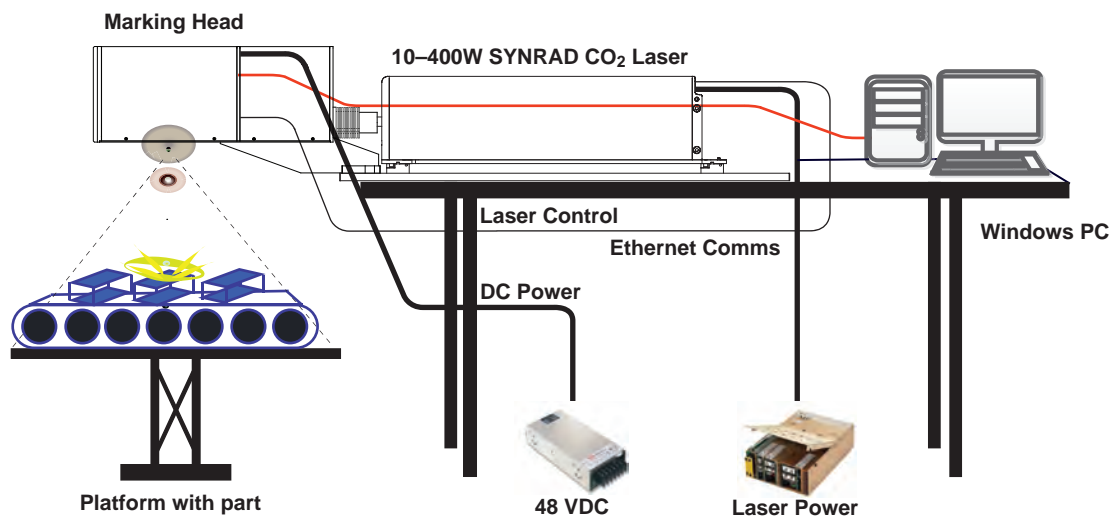 Marking Head
10–400W SYNRAD CO₂ Laser
Laser Control
Ethernet Comms
Windows PC
DC Power
Platform with part
48 VDC
Laser Power